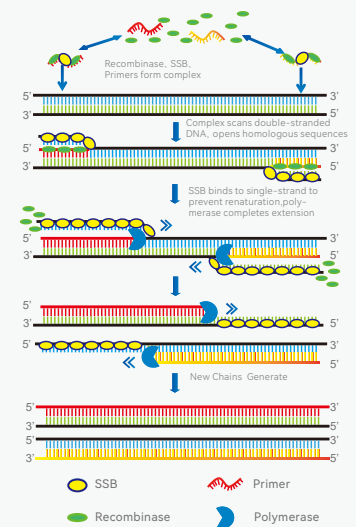 Recombinase, SSB,
Primers form complex
5’ 3’
3’ 5’
Complex scans double-stranded
DNA, opens homologous sequences
5’ 3’
3’ 5’
SSB binds to single-strand to
prevent renaturation,poly-
merase completes extension
5’ 3’
3’ 5’
5’
3’
3’
5’
5’
3’
New Chains Generate
5’ 3’
3’ 5’
5’ 3’
3’ 5’
SSB Primer
Recombinase Polymerase